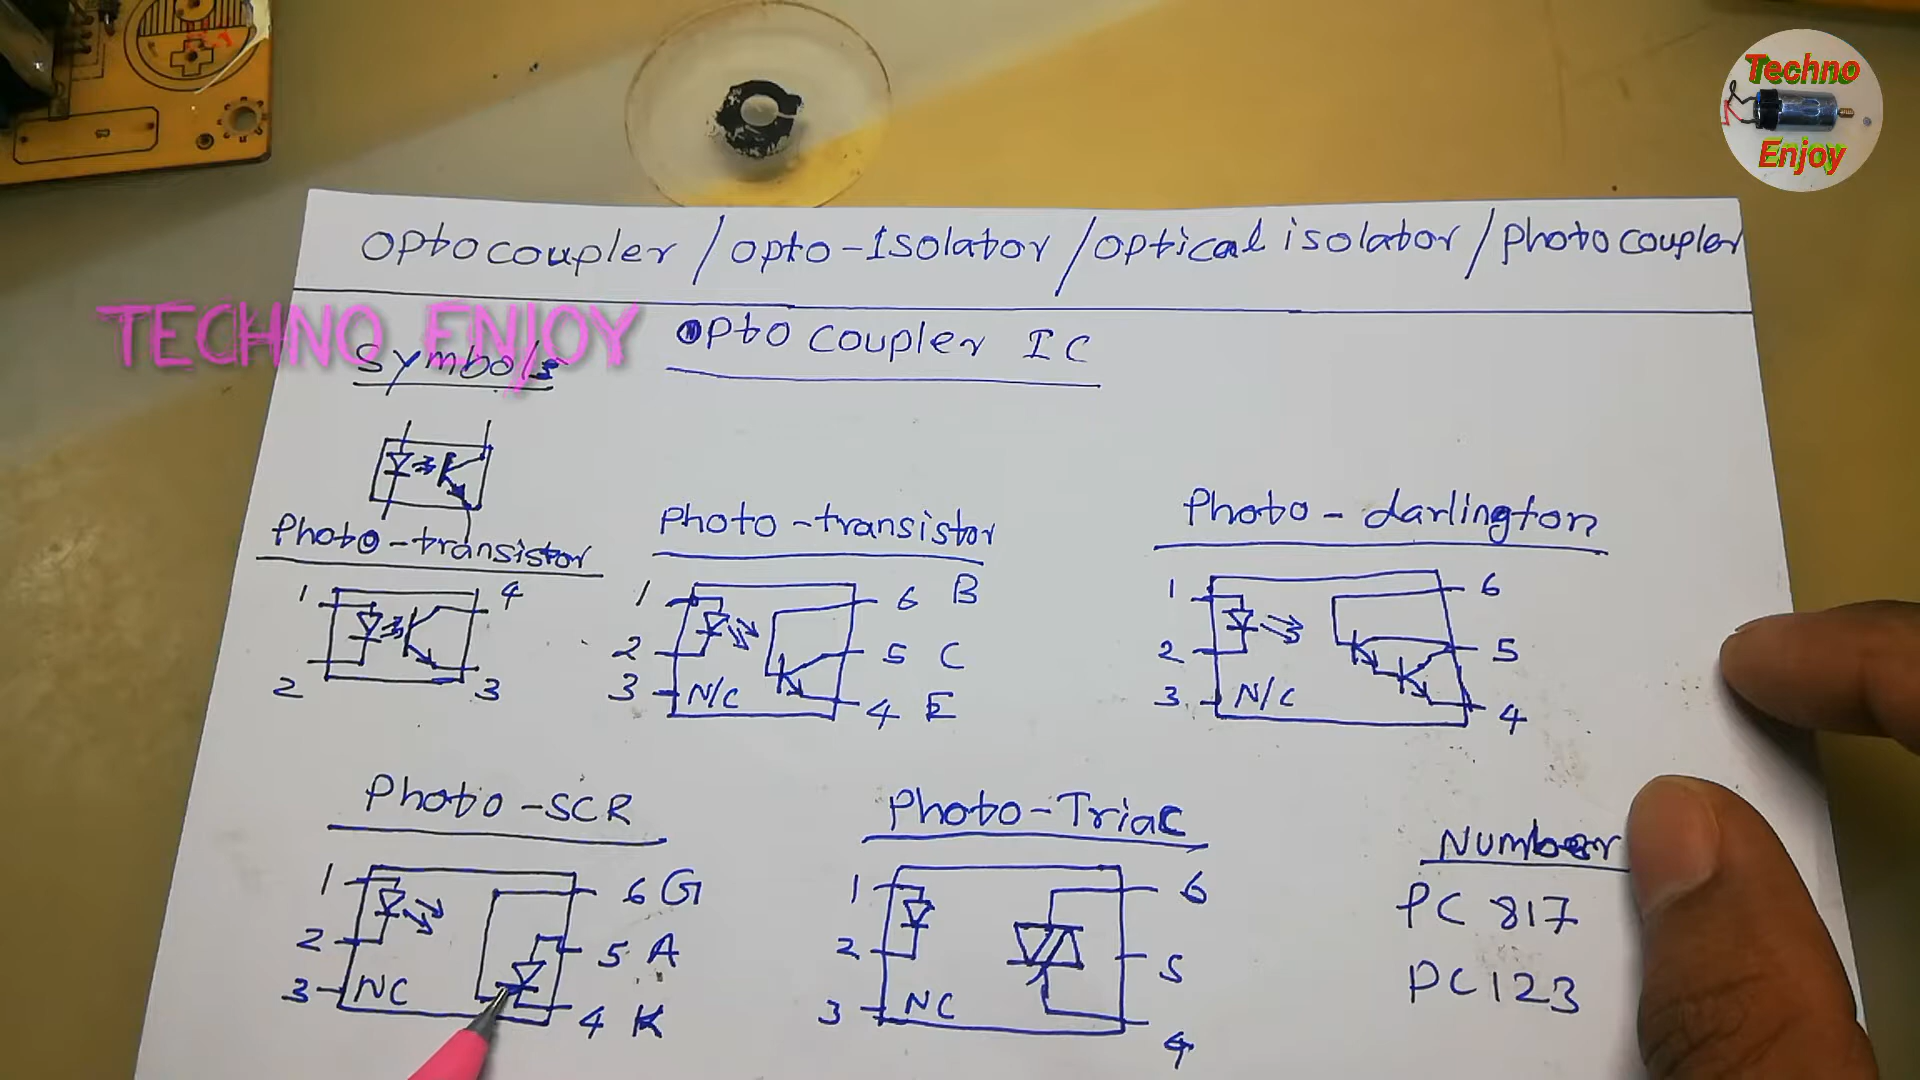 Techno
Enjoy
Optocoupler / opto-Isolator / optical isolator / photocoupler
TECHNO ENJOY
Opto coupler IC
Symbols
Photo-transistor
1 4
2 3
Photo-transistor
1 6 B
2 5 C
3 N/C 4 E
Photo-darlington
1 6
2 5
3 N/C 4
Photo-SCR
1 6 G
2 5 A
3 NC 4 K
Photo-Triac
1 6
2 5
3 NC 4
Number
PC 817
PC123